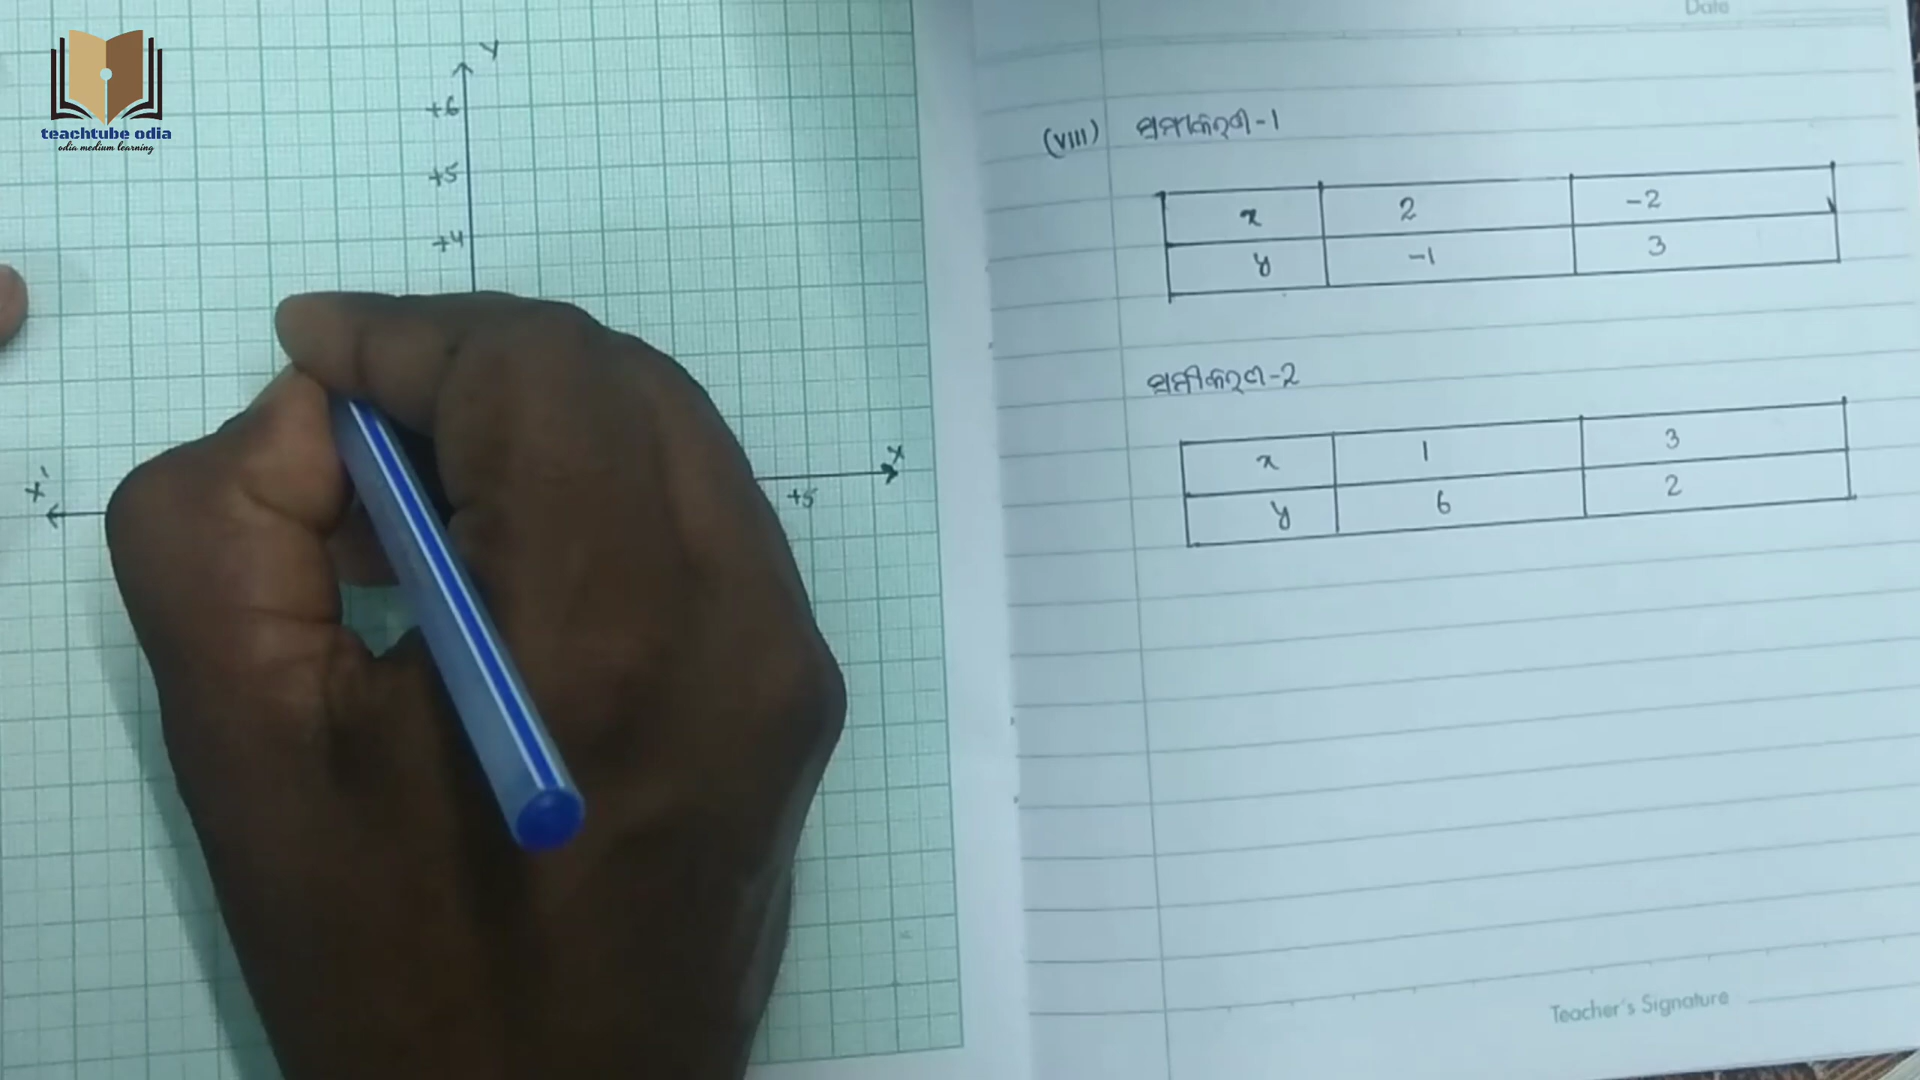 teachtube odia
odia medium learning
Y
+6
+5
+4
X'
X
+5
Date
(VIII) ସମୀକରଣ-1
x 2 -2
y -1 3
ସମୀକରଣ-2
x 1 3
y 6 2
Teacher's Signature